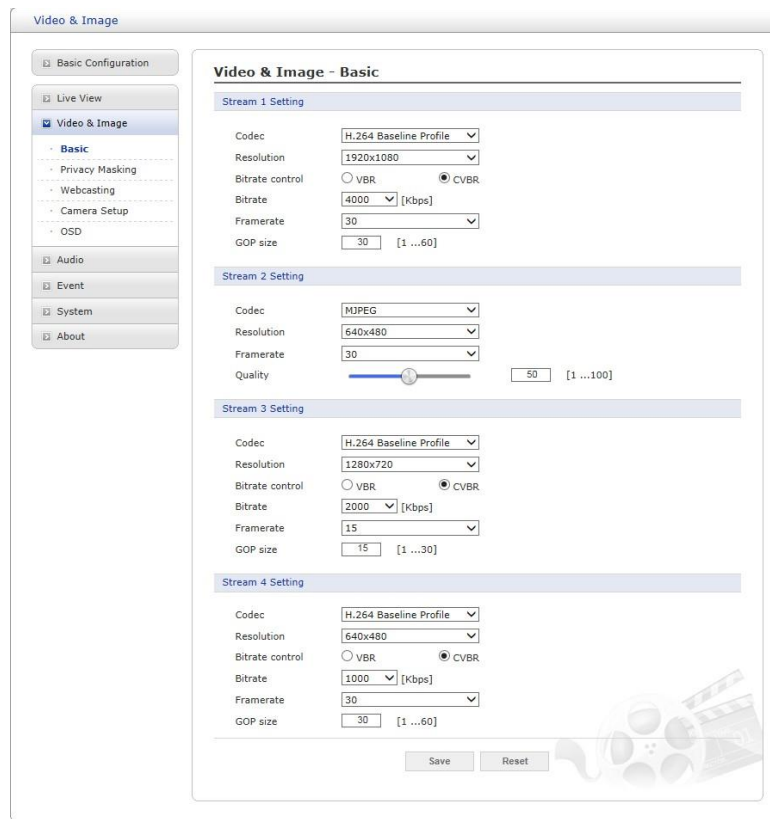 Video & Image
Basic Configuration
Live View
Video & Image
Basic
Privacy Masking
Webcasting
Camera Setup
OSD
Audio
Event
System
About
Video & Image - Basic
Stream 1 Setting
Codec H.264 Baseline Profile
Resolution 1920x1080
Bitrate control VBR CVBR
Bitrate 4000 [Kbps]
Framerate 30
GOP size 30 [1 ...60]
Stream 2 Setting
Codec MJPEG
Resolution 640x480
Framerate 30
Quality 50 [1 ...100]
Stream 3 Setting
Codec H.264 Baseline Profile
Resolution 1280x720
Bitrate control VBR CVBR
Bitrate 2000 [Kbps]
Framerate 15
GOP size 15 [1 ...30]
Stream 4 Setting
Codec H.264 Baseline Profile
Resolution 640x480
Bitrate control VBR CVBR
Bitrate 1000 [Kbps]
Framerate 30
GOP size 30 [1 ...60]
Save Reset